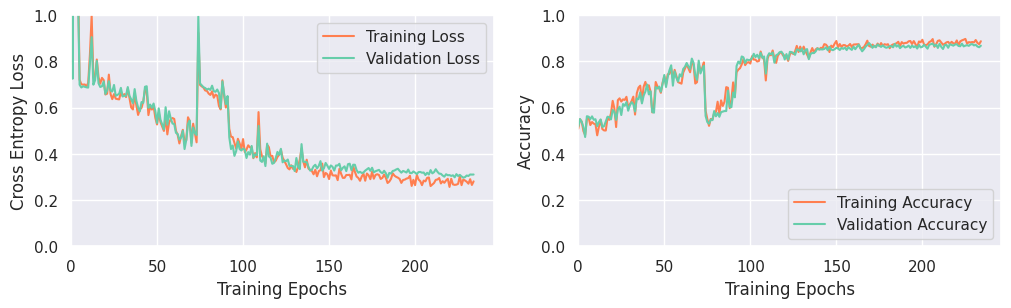 1.0
0.8
0.6
0.4
0.2
0.0
Cross Entropy Loss
0 50 100 150 200
Training Epochs
Training Loss
Validation Loss
1.0
0.8
0.6
0.4
0.2
0.0
Accuracy
0 50 100 150 200
Training Epochs
Training Accuracy
Validation Accuracy